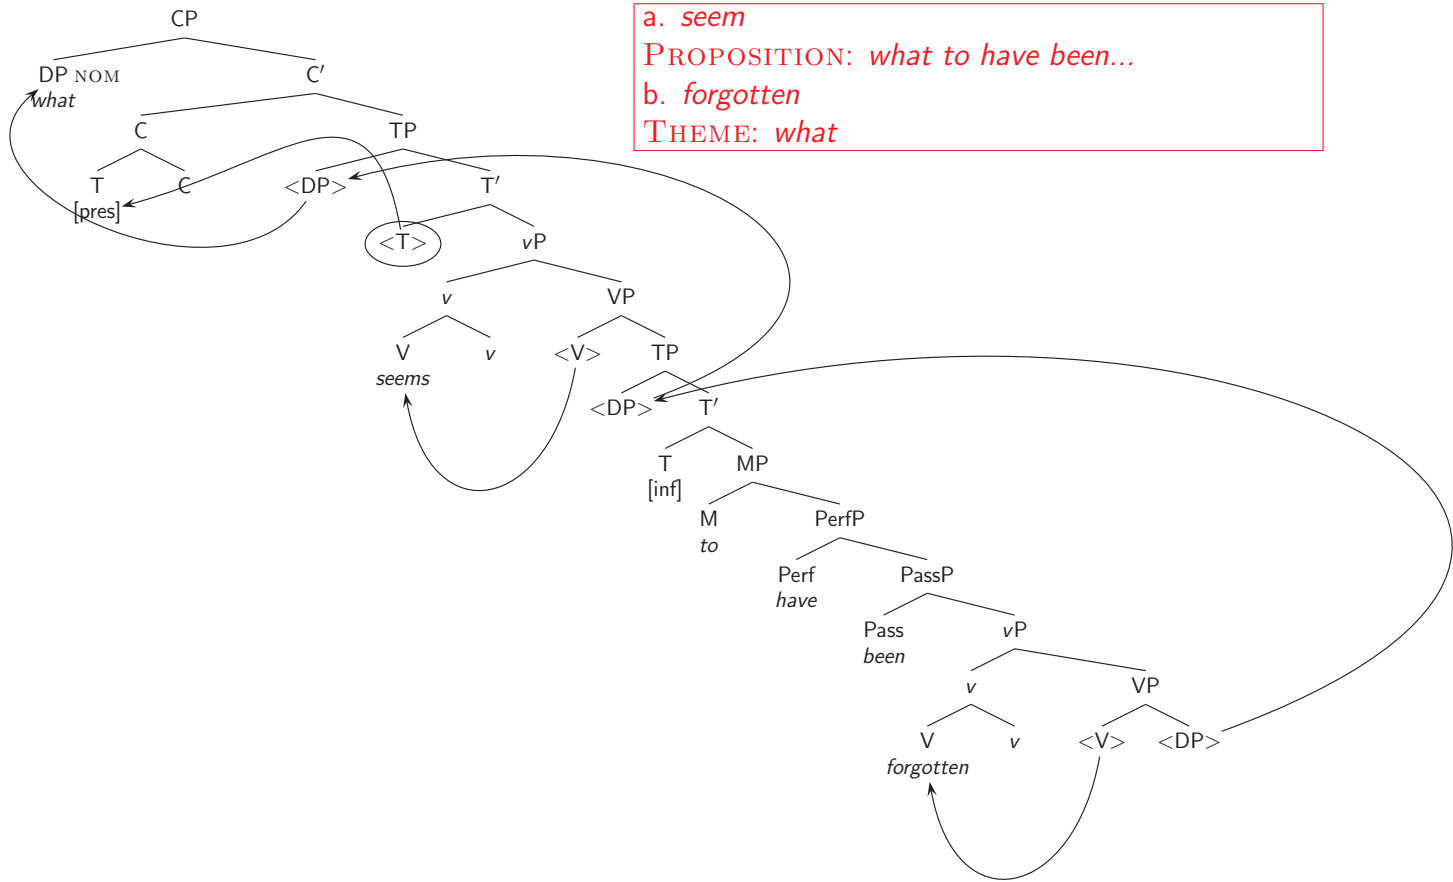 CP
a. seem
PROPOSITION: what to have been...
b. forgotten
THEME: what
DP NOM C′
what
C TP
T C <DP> T′
[pres]
<T> vP
v VP
V v <V> TP
seems
<DP> T′
T MP
[inf]
M PerfP
to
Perf PassP
have
Pass vP
been
v VP
V v <V> <DP>
forgotten